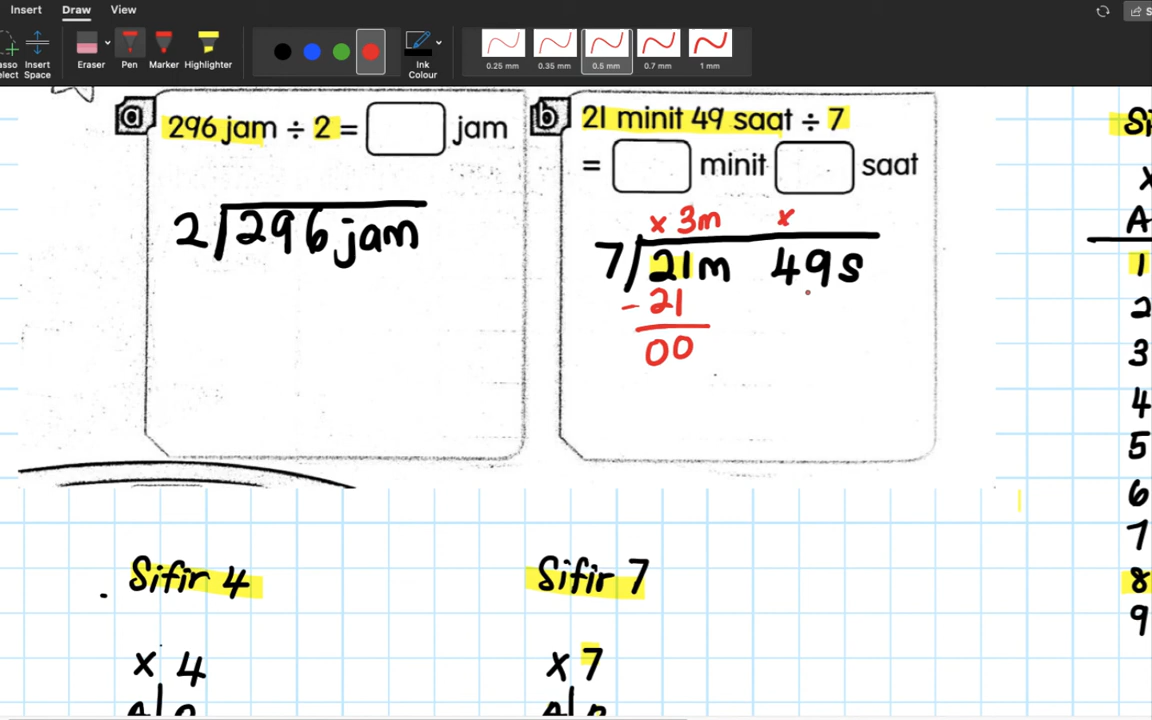 Insert Draw View
Eraser Pen Marker Highlighter
Insert Space
Ink Colour
0.25 mm 0.35 mm 0.5 mm 0.7 mm 1 mm
a 296 jam ÷ 2 = jam
2 296 jam
b 21 minit 49 saat ÷ 7
= minit saat
x 3m x
7 21m 49s
- 21
00
Sifir 4
x 4
Sifir 7
x 7
x
A
1
2
3
4
5
6
7
8
9